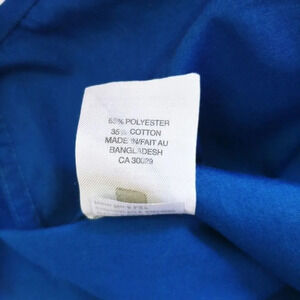 65% POLYESTER
35% COTTON
MADE IN/FAIT AU
BANGLADESH
CA 30029